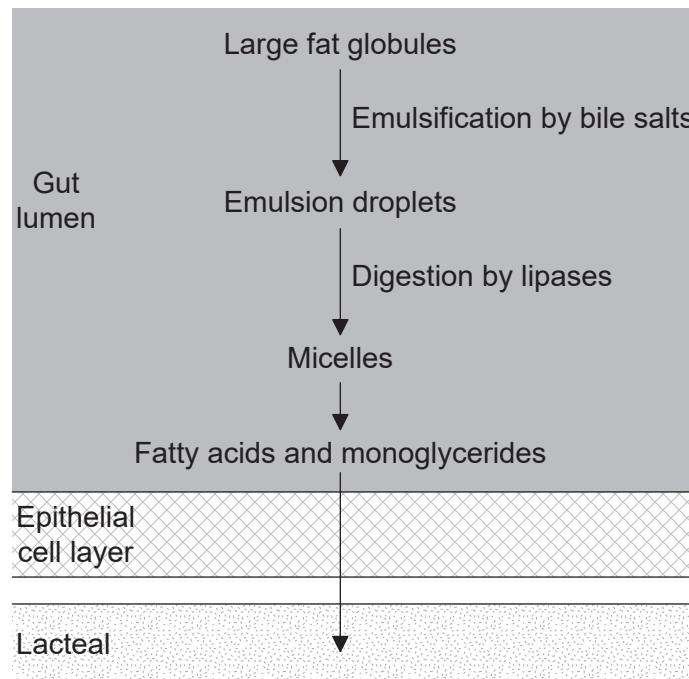 Large fat globules
Emulsification by bile salts
Gut
lumen
Emulsion droplets
Digestion by lipases
Micelles
Fatty acids and monoglycerides
Epithelial
cell layer
Lacteal